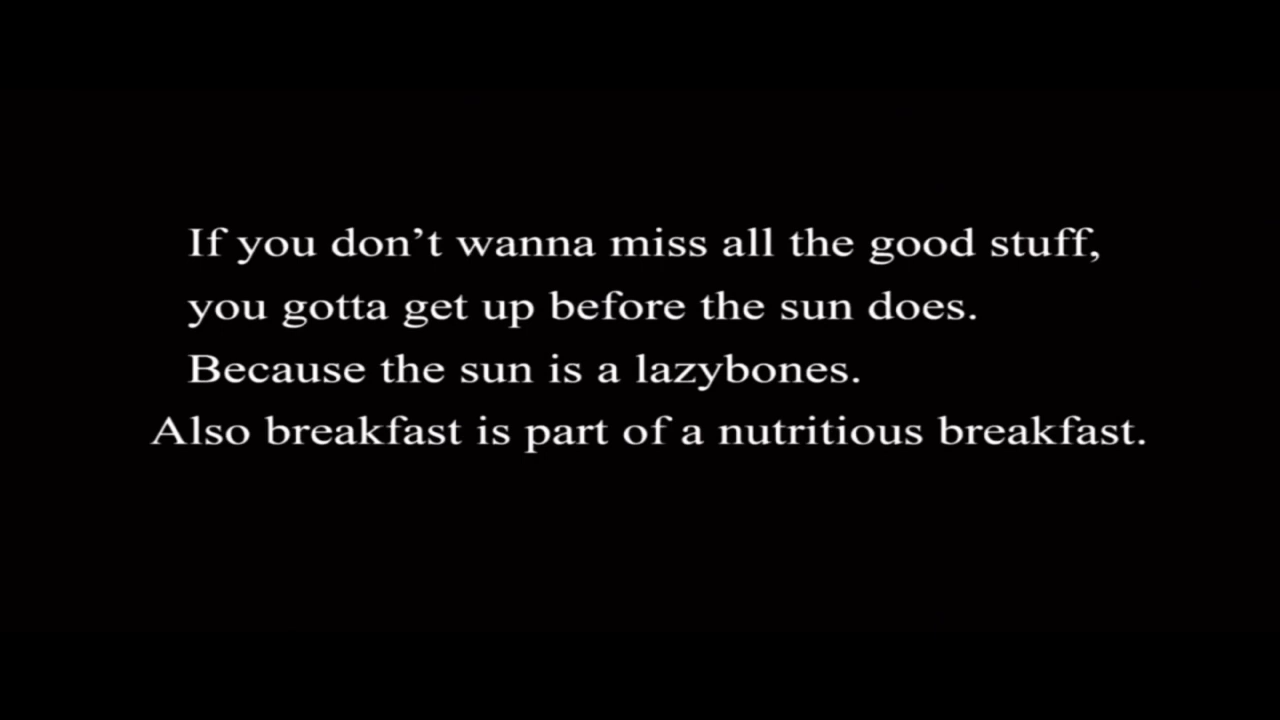 If you don’t wanna miss all the good stuff,
you gotta get up before the sun does.
Because the sun is a lazybones.
Also breakfast is part of a nutritious breakfast.